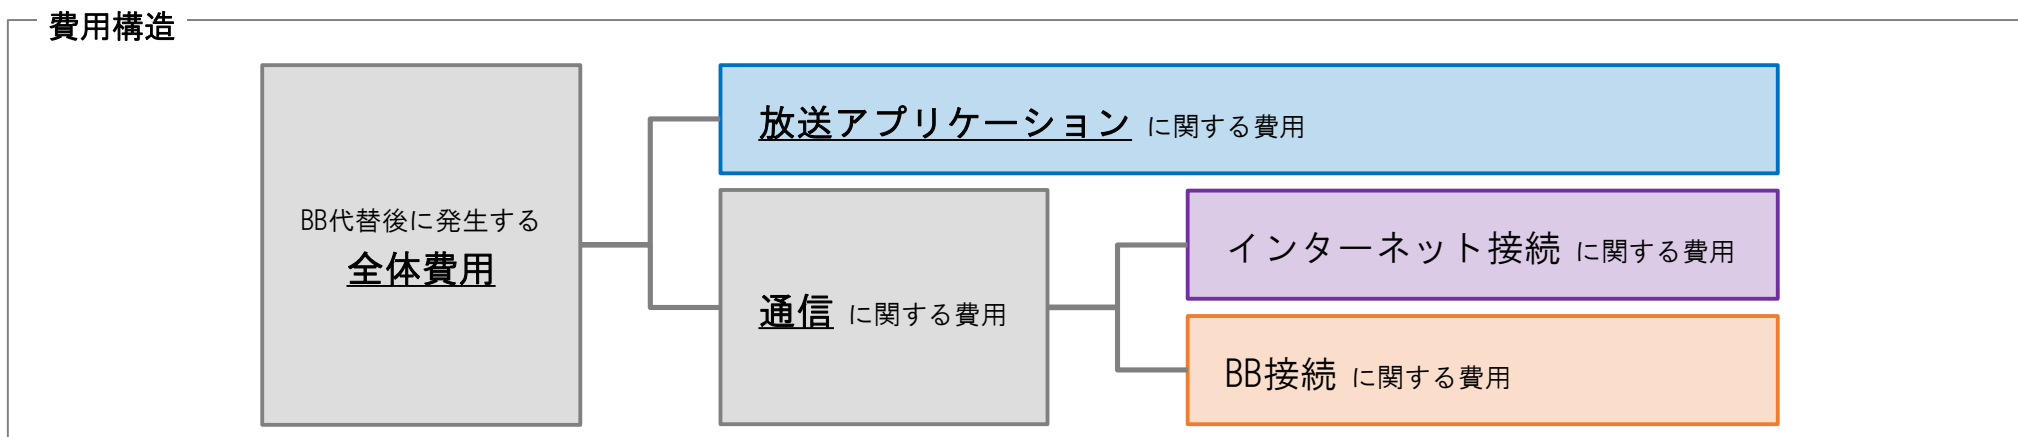 費用構造
BB代替後に発生する
全体費用
放送アプリケーション に関する費用
通信 に関する費用
インターネット接続 に関する費用
BB接続 に関する費用